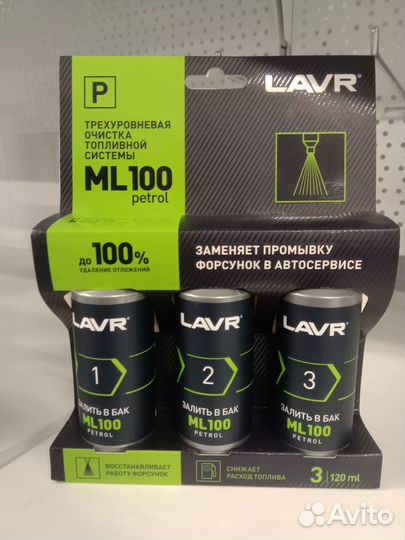 P
LAVR
ТРЕХУРОВНЕВАЯ
ОЧИСТКА
ТОПЛИВНОЙ
СИСТЕМЫ
ML100
petrol
ДО 100%
УДАЛЕНИЕ ОТЛОЖЕНИЙ
ЗАМЕНЯЕТ ПРОМЫВКУ
ФОРСУНОК В АВТОСЕРВИСЕ
LAVR
1
ЗАЛИТЬ В БАК
ML100
PETROL
LAVR
2
ЗАЛИТЬ В БАК
ML100
PETROL
LAVR
3
ЗАЛИТЬ В БАК
ML100
PETROL
ВОССТАНАВЛИВАЕТ
РАБОТУ ФОРСУНОК
СНИЖАЕТ
РАСХОД ТОПЛИВА
3 | 120 ml
Avito